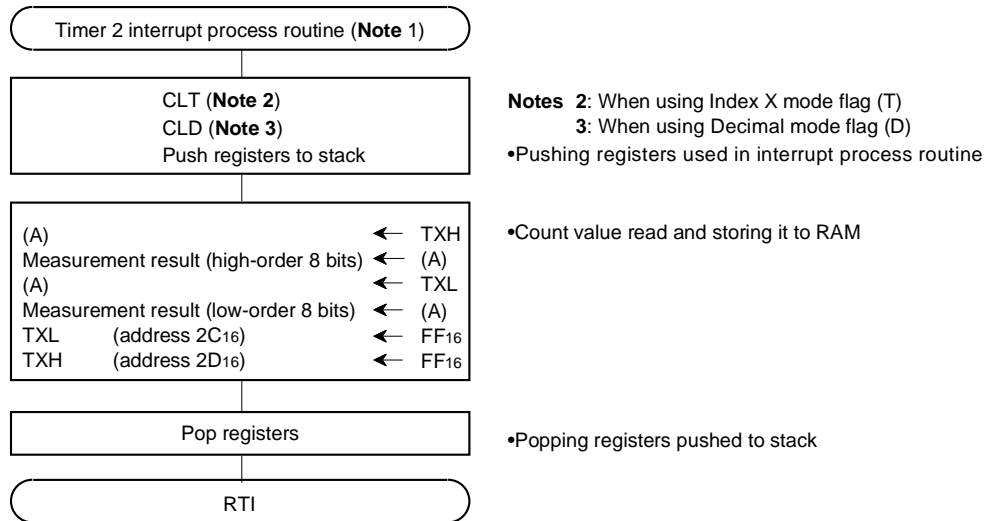 Timer 2 interrupt process routine (Note 1)
CLT (Note 2)
CLD (Note 3)
Push registers to stack
Notes 2: When using Index X mode flag (T)
3: When using Decimal mode flag (D)
•Pushing registers used in interrupt process routine
(A) ← TXH
Measurement result (high-order 8 bits) ← (A)
(A) ← TXL
Measurement result (low-order 8 bits) ← (A)
TXL (address 2C16) ← FF16
TXH (address 2D16) ← FF16
•Count value read and storing it to RAM
Pop registers
•Popping registers pushed to stack
RTI